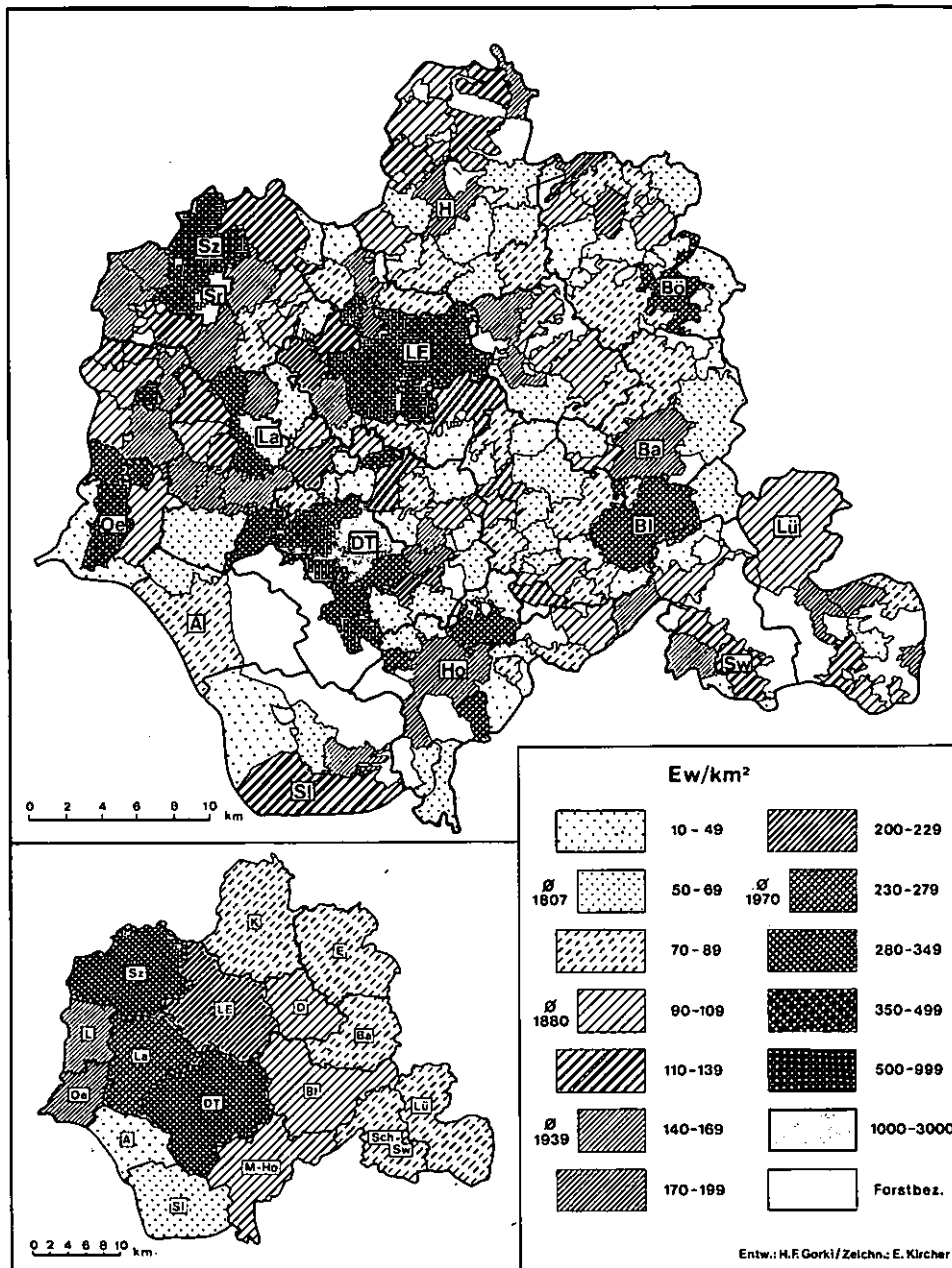 H
Sz
Sr
Bö
LE
La
Ba
Oe
DT
Bl
Lü
A
Ho
Sw
Sl
0 2 4 6 8 10
km
K
E
Sz
LE
O
L
La
Ba
Oe
DT
Bl
Lü
A
Sch-
Sw
M-Ho
Sl
0 2 4 6 8 10 km
Ew/km²
10-49
Ø 1807 50-69
70-89
Ø 1880 90-109
110-139
Ø 1939 140-169
170-199
200-229
Ø 1970 230-279
280-349
350-499
500-999
1000-3000
Forstbez.
Entw.: H.F. Gorki / Zeichn.: E. Kircher